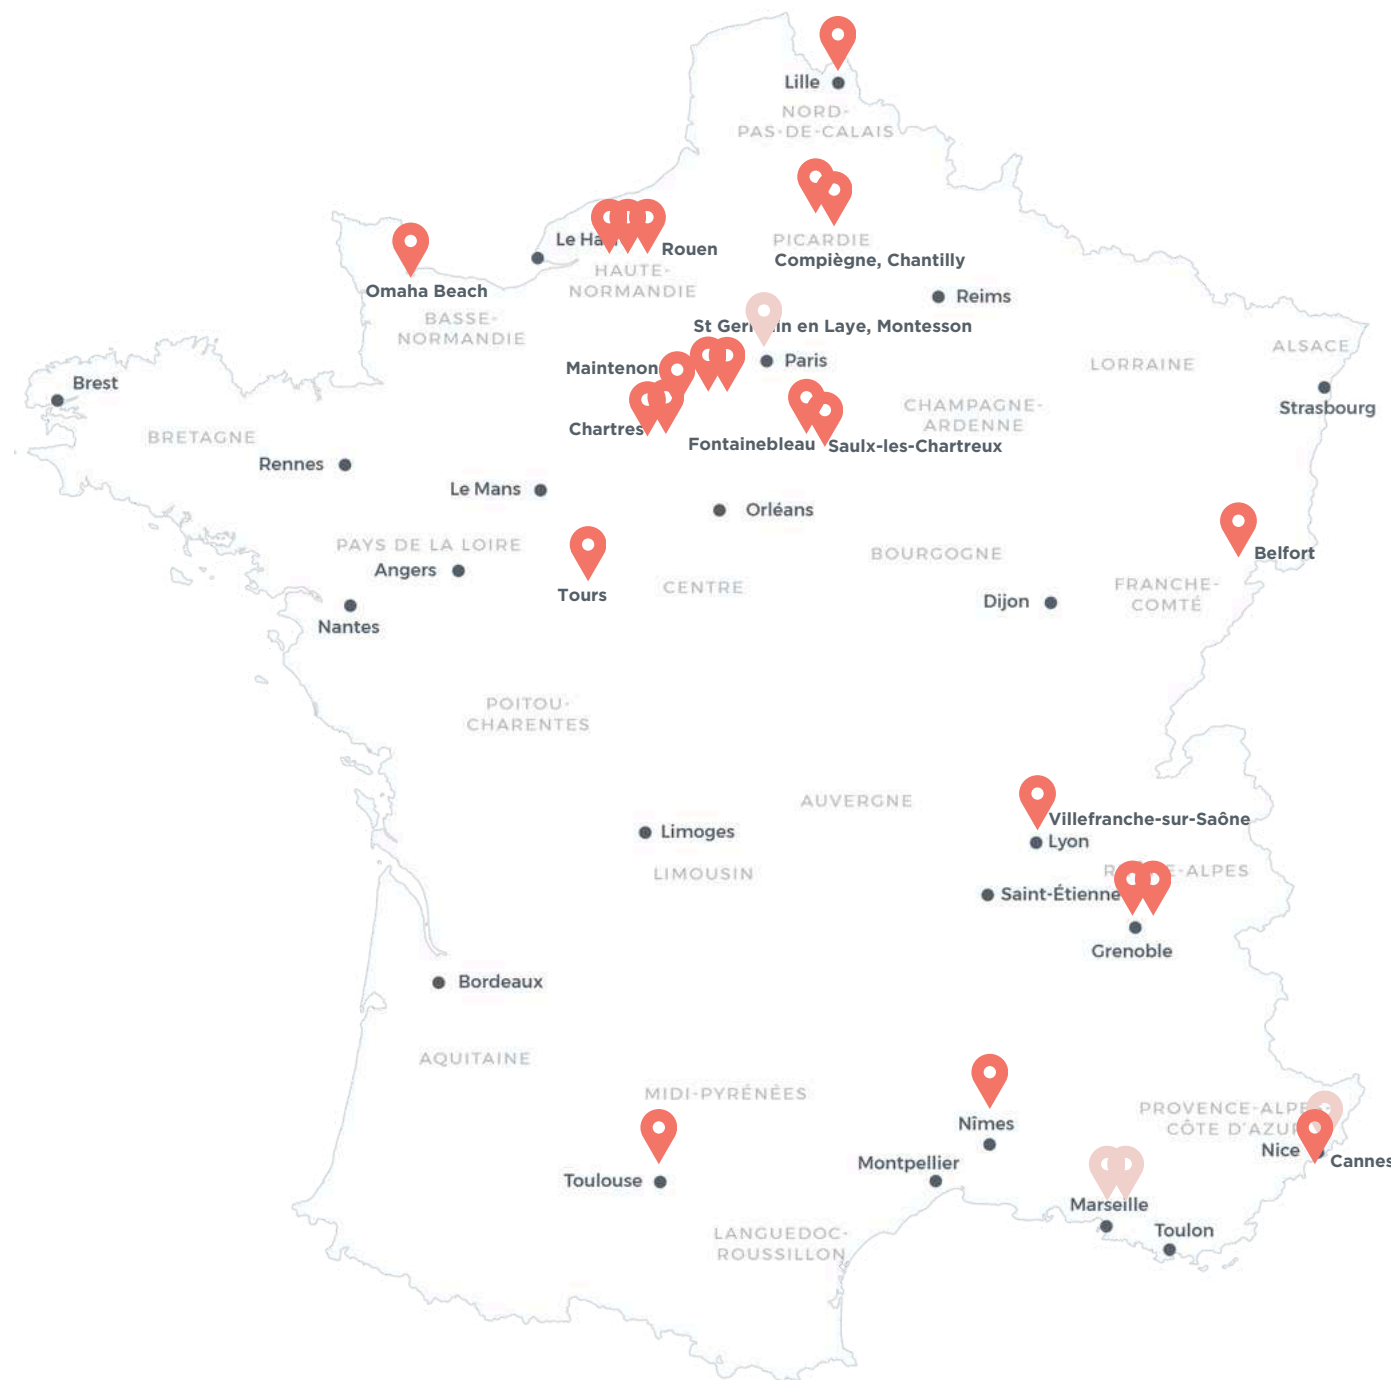 Lille
NORD-
PAS-DE-CALAIS
PICARDIE
Compiègne, Chantilly
Rouen
HAUTE-
NORMANDIE
Omaha Beach
BASSE-
NORMANDIE
Reims
Paris
Maintenon
Chartres
Fontainebleau
Saulx-les-Chartreux
LORRAINE
ALSACE
Strasbourg
CHAMPAGNE-
ARDENNE
Brest
BRETAGNE
Rennes
Le Mans
Orléans
PAYS DE LA LOIRE
Angers
Nantes
Tours
CENTRE
BOURGOGNE
Dijon
Belfort
FRANCHE-
COMTÉ
POITOU-
CHARENTES
AUVERGNE
Limoges
LIMOUSIN
Villefranche-sur-Saône
Lyon
Saint-Étienne
Grenoble
Bordeaux
AQUITAINE
MIDI-PYRÉNÉES
Toulouse
Nîmes
Montpellier
LANGUEDOC-
ROUSSILLON
Marseille
Toulon
Nice
Cannes
en Laye, Montesson